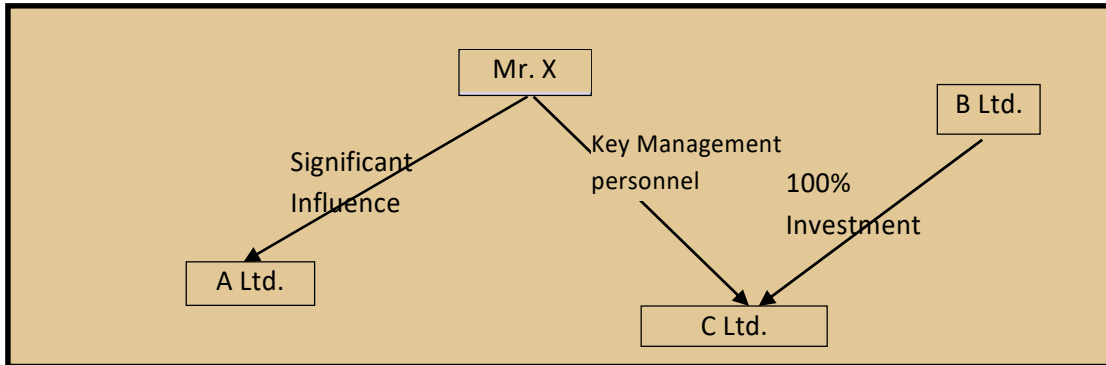 Mr. X
B Ltd.
Key Management
personnel
Significant
Influence
100%
Investment
A Ltd.
C Ltd.